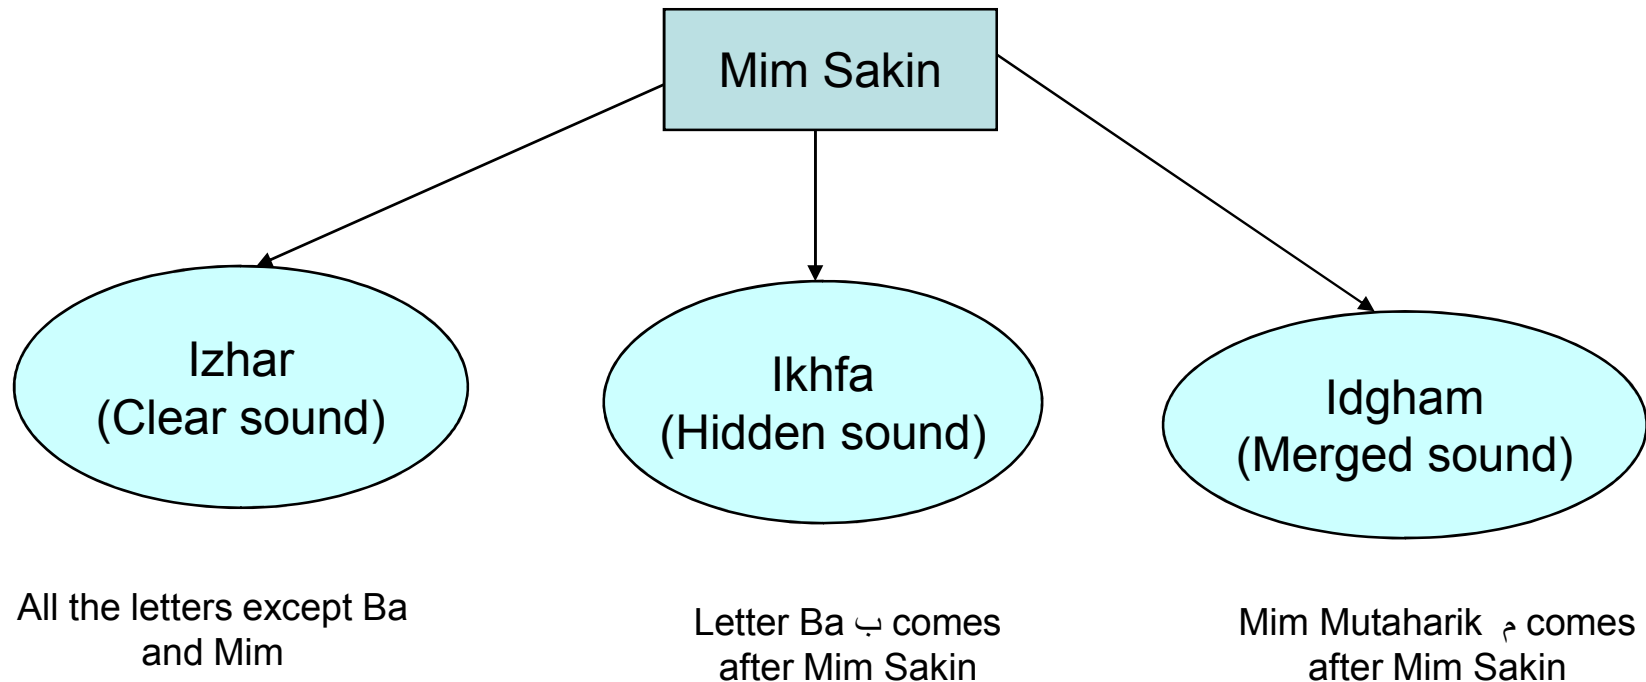 Mim Sakin
Izhar
(Clear sound)
Ikhfa
(Hidden sound)
Idgham
(Merged sound)
All the letters except Ba
and Mim
Letter Ba ب comes
after Mim Sakin
Mim Mutaharik م comes
after Mim Sakin